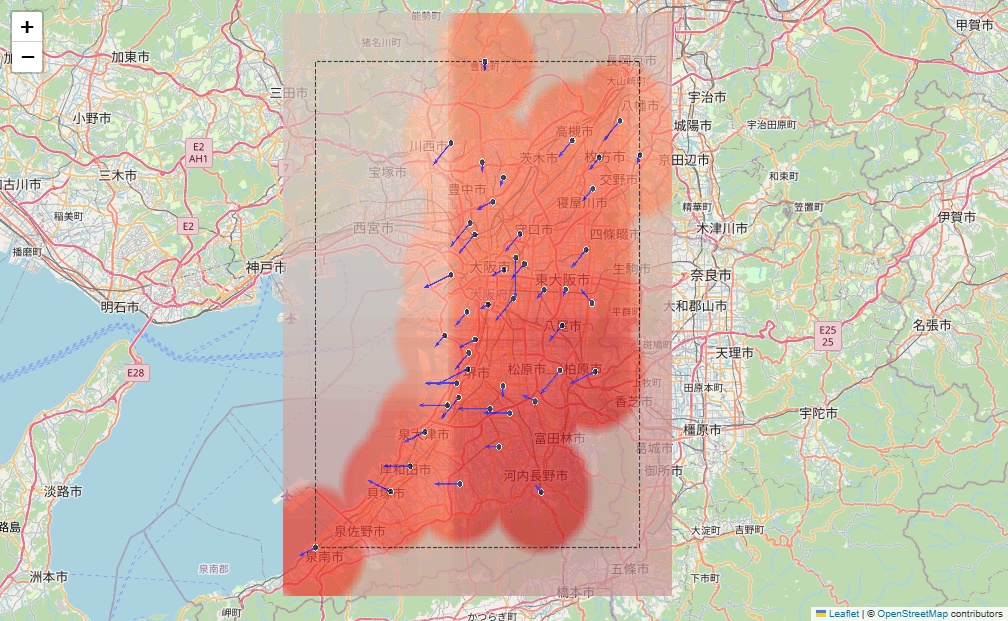 +
−
能勢町
加東市
猪名川町
三田市
豊能町
長岡京市
大山崎町
甲賀市
小野市
八幡市
宇治市
城陽市
宇治田原町
E2
AH1
7
川西市
高槻市
茨木市
枚方市
京田辺市
三木市
宝塚市
豊中市
交野市
和束町
精華町
笠置町
稲美町
E2
西宮市
寝屋川市
守口市
四條畷市
木津川市
伊賀市
播磨町
神戸市
大阪市
東大阪市
生駒市
奈良市
明石市
大阪府
平群町
大和郡山市
名張市
八尾市
斑鳩町
E25
25
天理市
E28
堺市
松原市
柏原市
田原本町
香芝市
宇陀市
泉大津市
富田林市
橿原市
葛城市
岸和田市
河内長野市
御所市
淡路市
貝塚市
泉佐野市
大淀町
吉野町
泉南市
洲本市
泉南郡
五條市
下市町
橋本市
岬町
かつらぎ町
Leaflet | © OpenStreetMap contributors